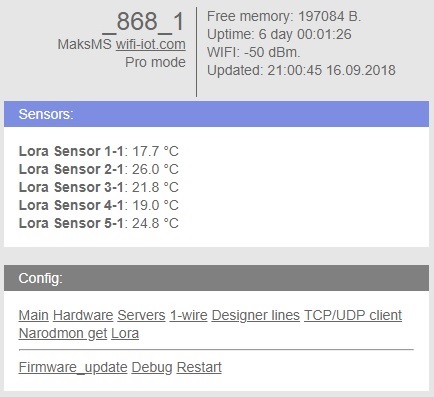 _868_1
MaksMS wifi-iot.com
Pro mode
Free memory: 197084 B.
Uptime: 6 day 00:01:26
WIFI: -50 dBm.
Updated: 21:00:45 16.09.2018
Sensors:
Lora Sensor 1-1: 17.7 °C
Lora Sensor 2-1: 26.0 °C
Lora Sensor 3-1: 21.8 °C
Lora Sensor 4-1: 19.0 °C
Lora Sensor 5-1: 24.8 °C
Config:
Main Hardware Servers 1-wire Designer lines TCP/UDP client
Narodmon get Lora
Firmware_update Debug Restart